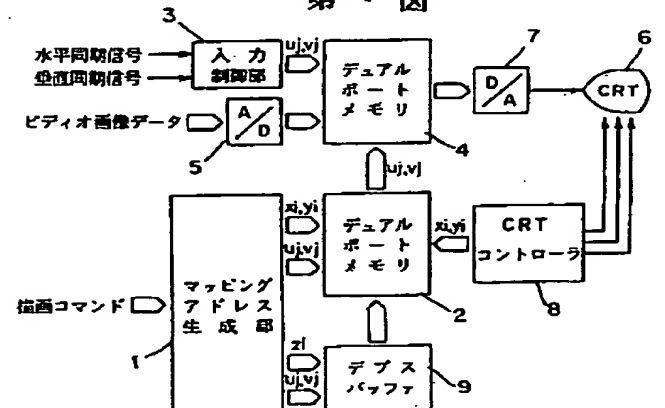 第 図
3
水平同期信号
垂直同期信号
入力
制御部
uj,vj
デュアル
ポート
メモリ
4
7
D/A
6
CRT
ビデオ画像データ
A/D
5
uj,vj
描画コマンド
マッピング
アドレス
生成部
1
xi,yi
uj,vj
デュアル
ポート
メモリ
2
xi,yi
CRT
コントローラ
8
zi
uj,vj
デプス
バッファ
9